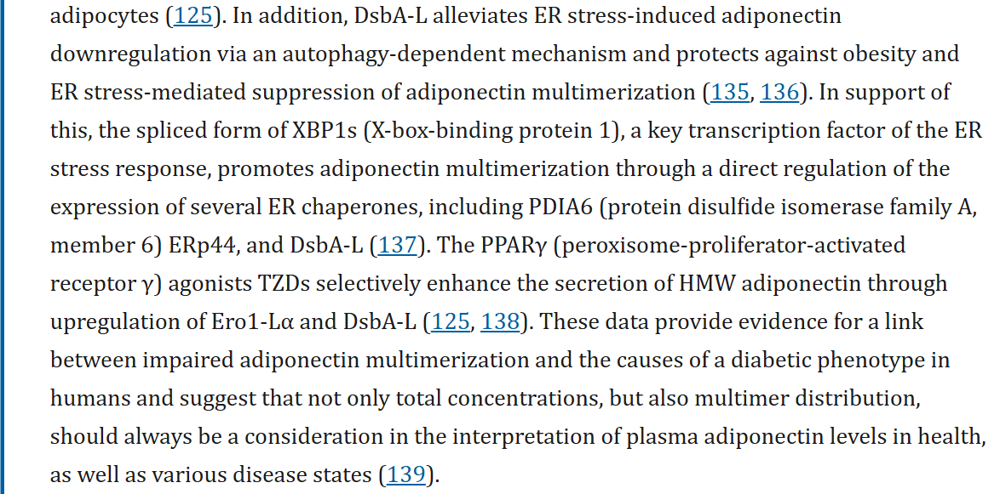 adipocytes (125). In addition, DsbA-L alleviates ER stress-induced adiponectin
downregulation via an autophagy-dependent mechanism and protects against obesity and
ER stress-mediated suppression of adiponectin multimerization (135, 136). In support of
this, the spliced form of XBP1s (X-box-binding protein 1), a key transcription factor of the ER
stress response, promotes adiponectin multimerization through a direct regulation of the
expression of several ER chaperones, including PDIA6 (protein disulfide isomerase family A,
member 6) ERp44, and DsbA-L (137). The PPARγ (peroxisome-proliferator-activated
receptor γ) agonists TZDs selectively enhance the secretion of HMW adiponectin through
upregulation of Ero1-Lα and DsbA-L (125, 138). These data provide evidence for a link
between impaired adiponectin multimerization and the causes of a diabetic phenotype in
humans and suggest that not only total concentrations, but also multimer distribution,
should always be a consideration in the interpretation of plasma adiponectin levels in health,
as well as various disease states (139).